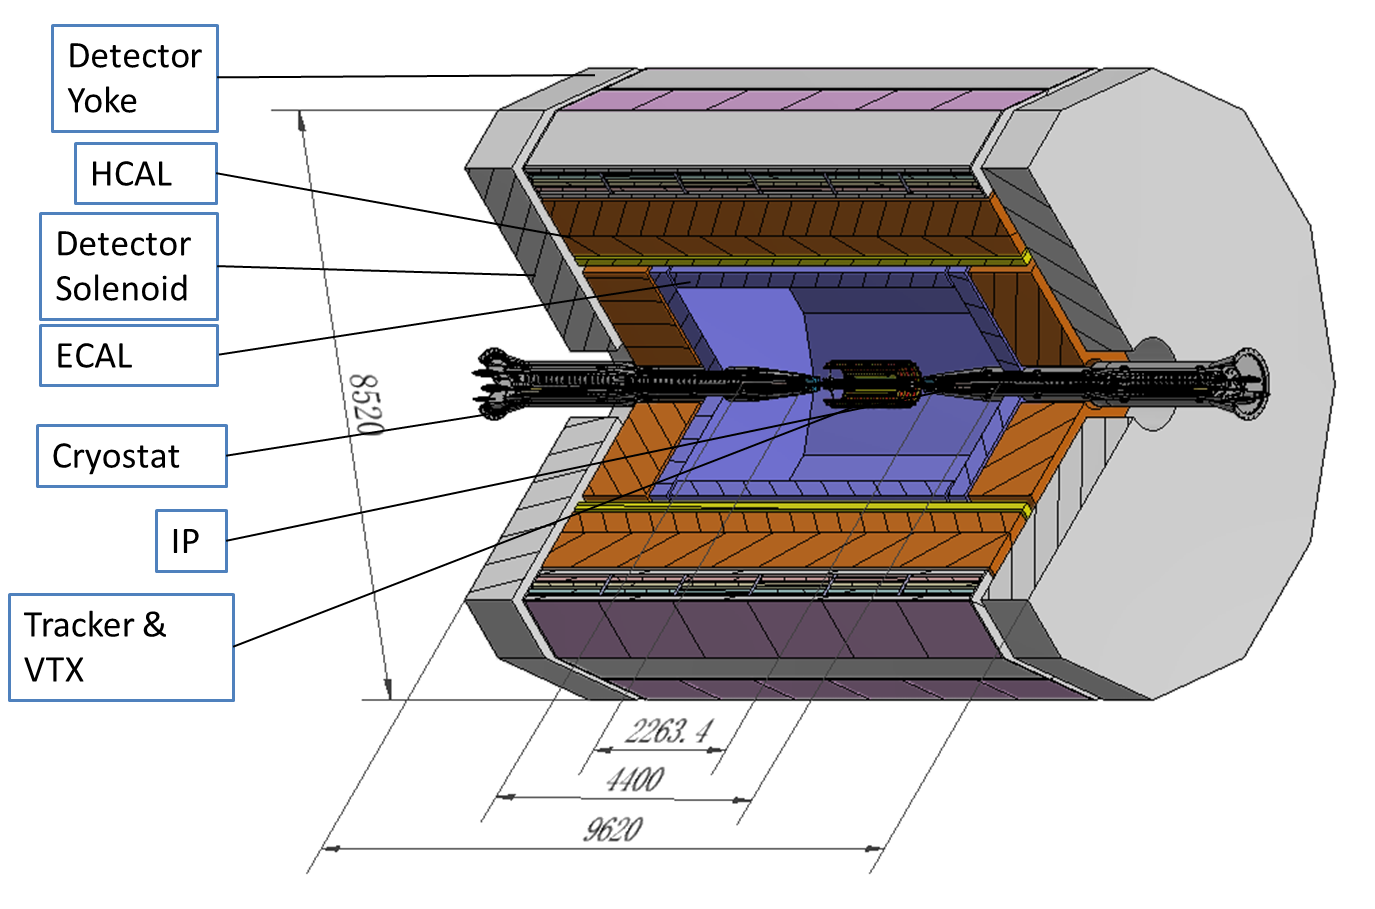 Detector
Yoke
HCAL
Detector
Solenoid
ECAL
Cryostat
IP
Tracker &
VTX
8520
2263.4
4400
9620